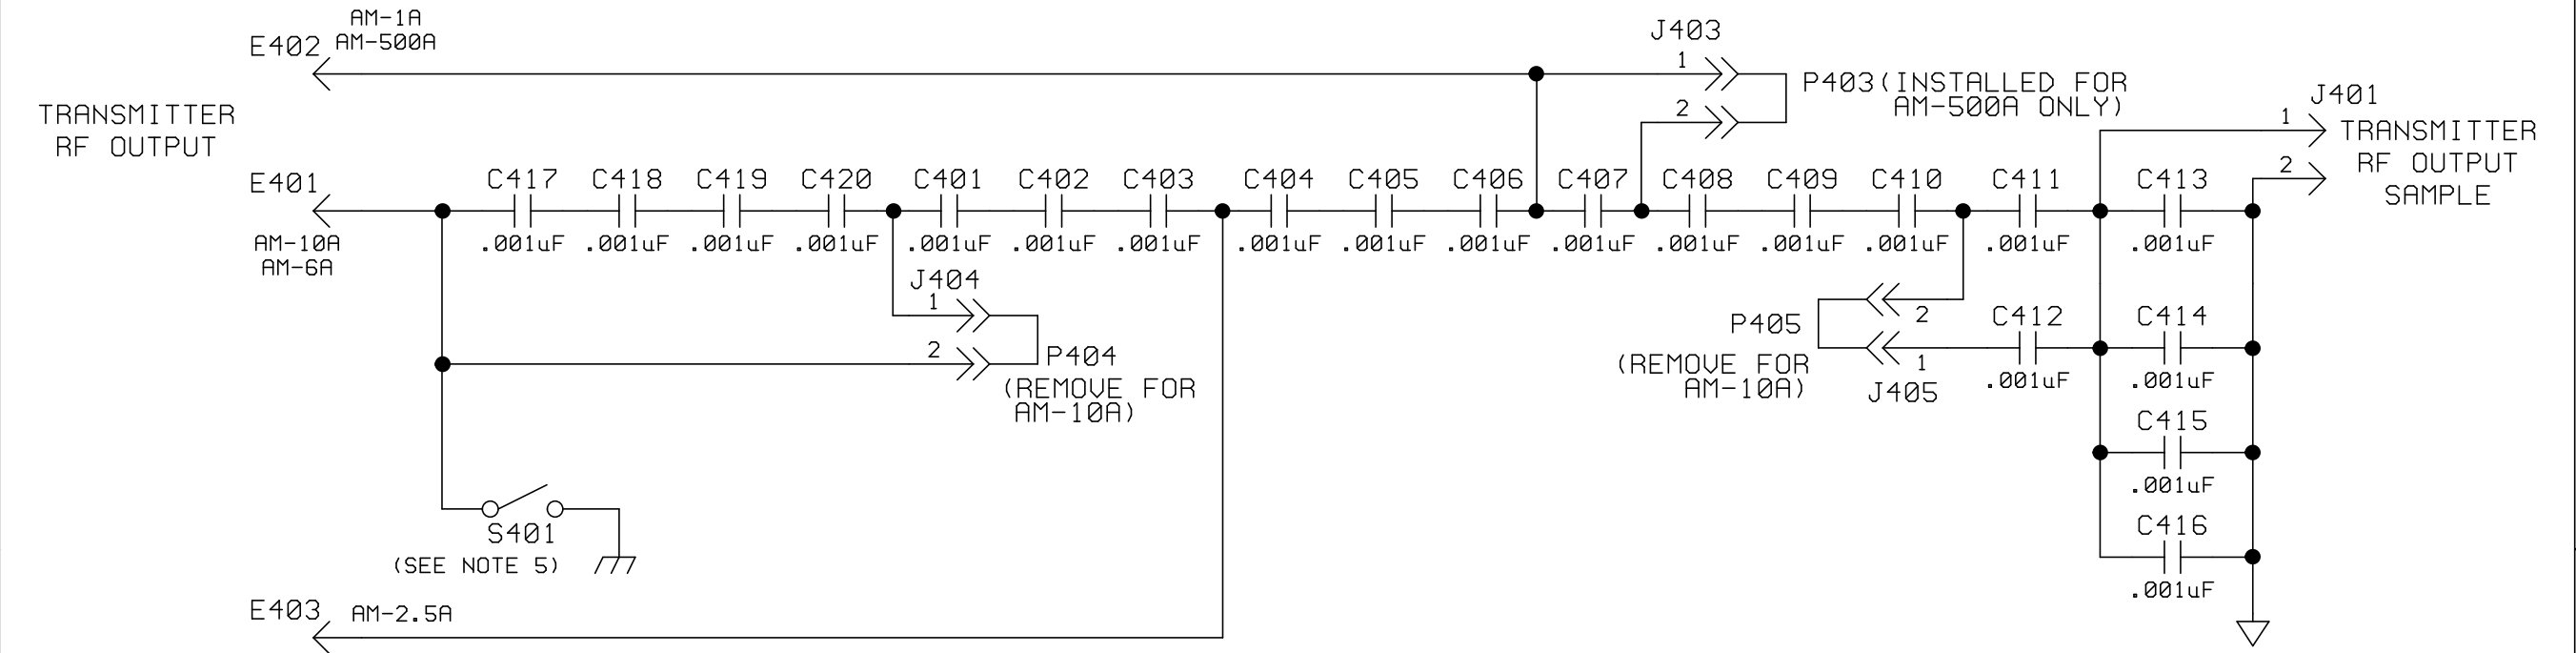 AM-1A
E402 AM-500A
J403
1
P403(INSTALLED FOR
AM-500A ONLY)
2
J401
1
TRANSMITTER
RF OUTPUT
SAMPLE
2
TRANSMITTER
RF OUTPUT
E401
AM-10A
AM-6A
C417 C418 C419 C420 C401 C402 C403 C404 C405 C406 C407 C408 C409 C410 C411 C413
.001uF .001uF .001uF .001uF .001uF .001uF .001uF .001uF .001uF .001uF .001uF .001uF .001uF .001uF .001uF .001uF
J404
1
2
P404
(REMOVE FOR
AM-10A)
P405
(REMOVE FOR
AM-10A)
2
1
J405
C412 C414
.001uF .001uF
C415
.001uF
C416
.001uF
S401
(SEE NOTE 5)
E403 AM-2.5A